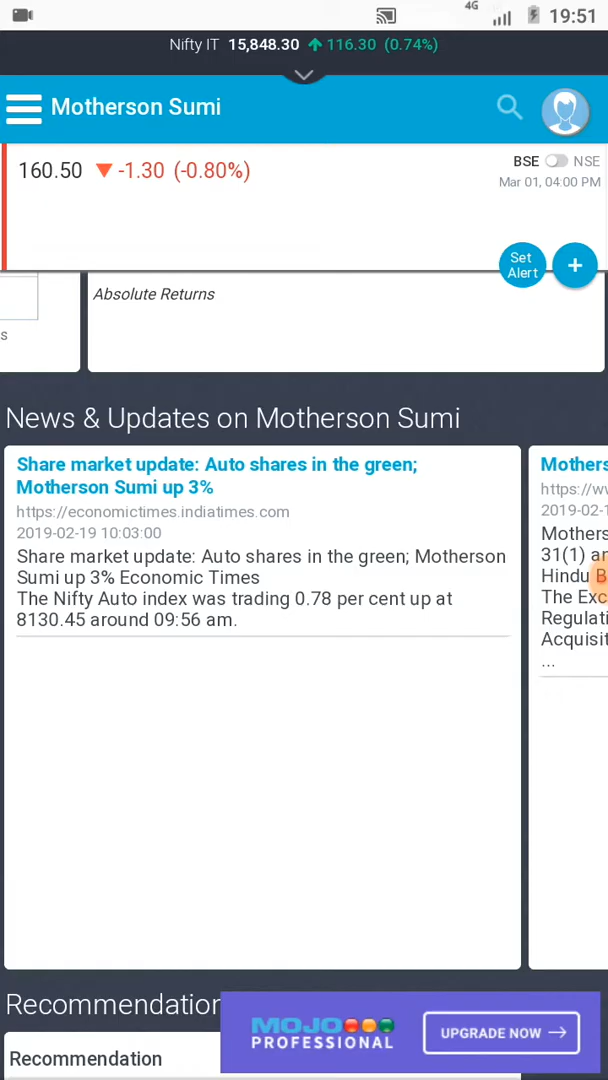 4G 19:51
Nifty IT 15,848.30 116.30 (0.74%)
Motherson Sumi
160.50 ▼ -1.30 (-0.80%)
BSE NSE
Mar 01, 04:00 PM
Set
Alert
+
Absolute Returns
s
News & Updates on Motherson Sumi
Share market update: Auto shares in the green;
Motherson Sumi up 3%
https://economictimes.indiatimes.com
2019-02-19 10:03:00
Share market update: Auto shares in the green; Motherson
Sumi up 3% Economic Times
The Nifty Auto index was trading 0.78 per cent up at
8130.45 around 09:56 am.
Mothers
https://w
2019-02-1
Mothers
31(1) a
Hindu B
The Exc
Regulati
Acquisit
...
Recommendation
MOJO
PROFESSIONAL
UPGRADE NOW →
Recommendation